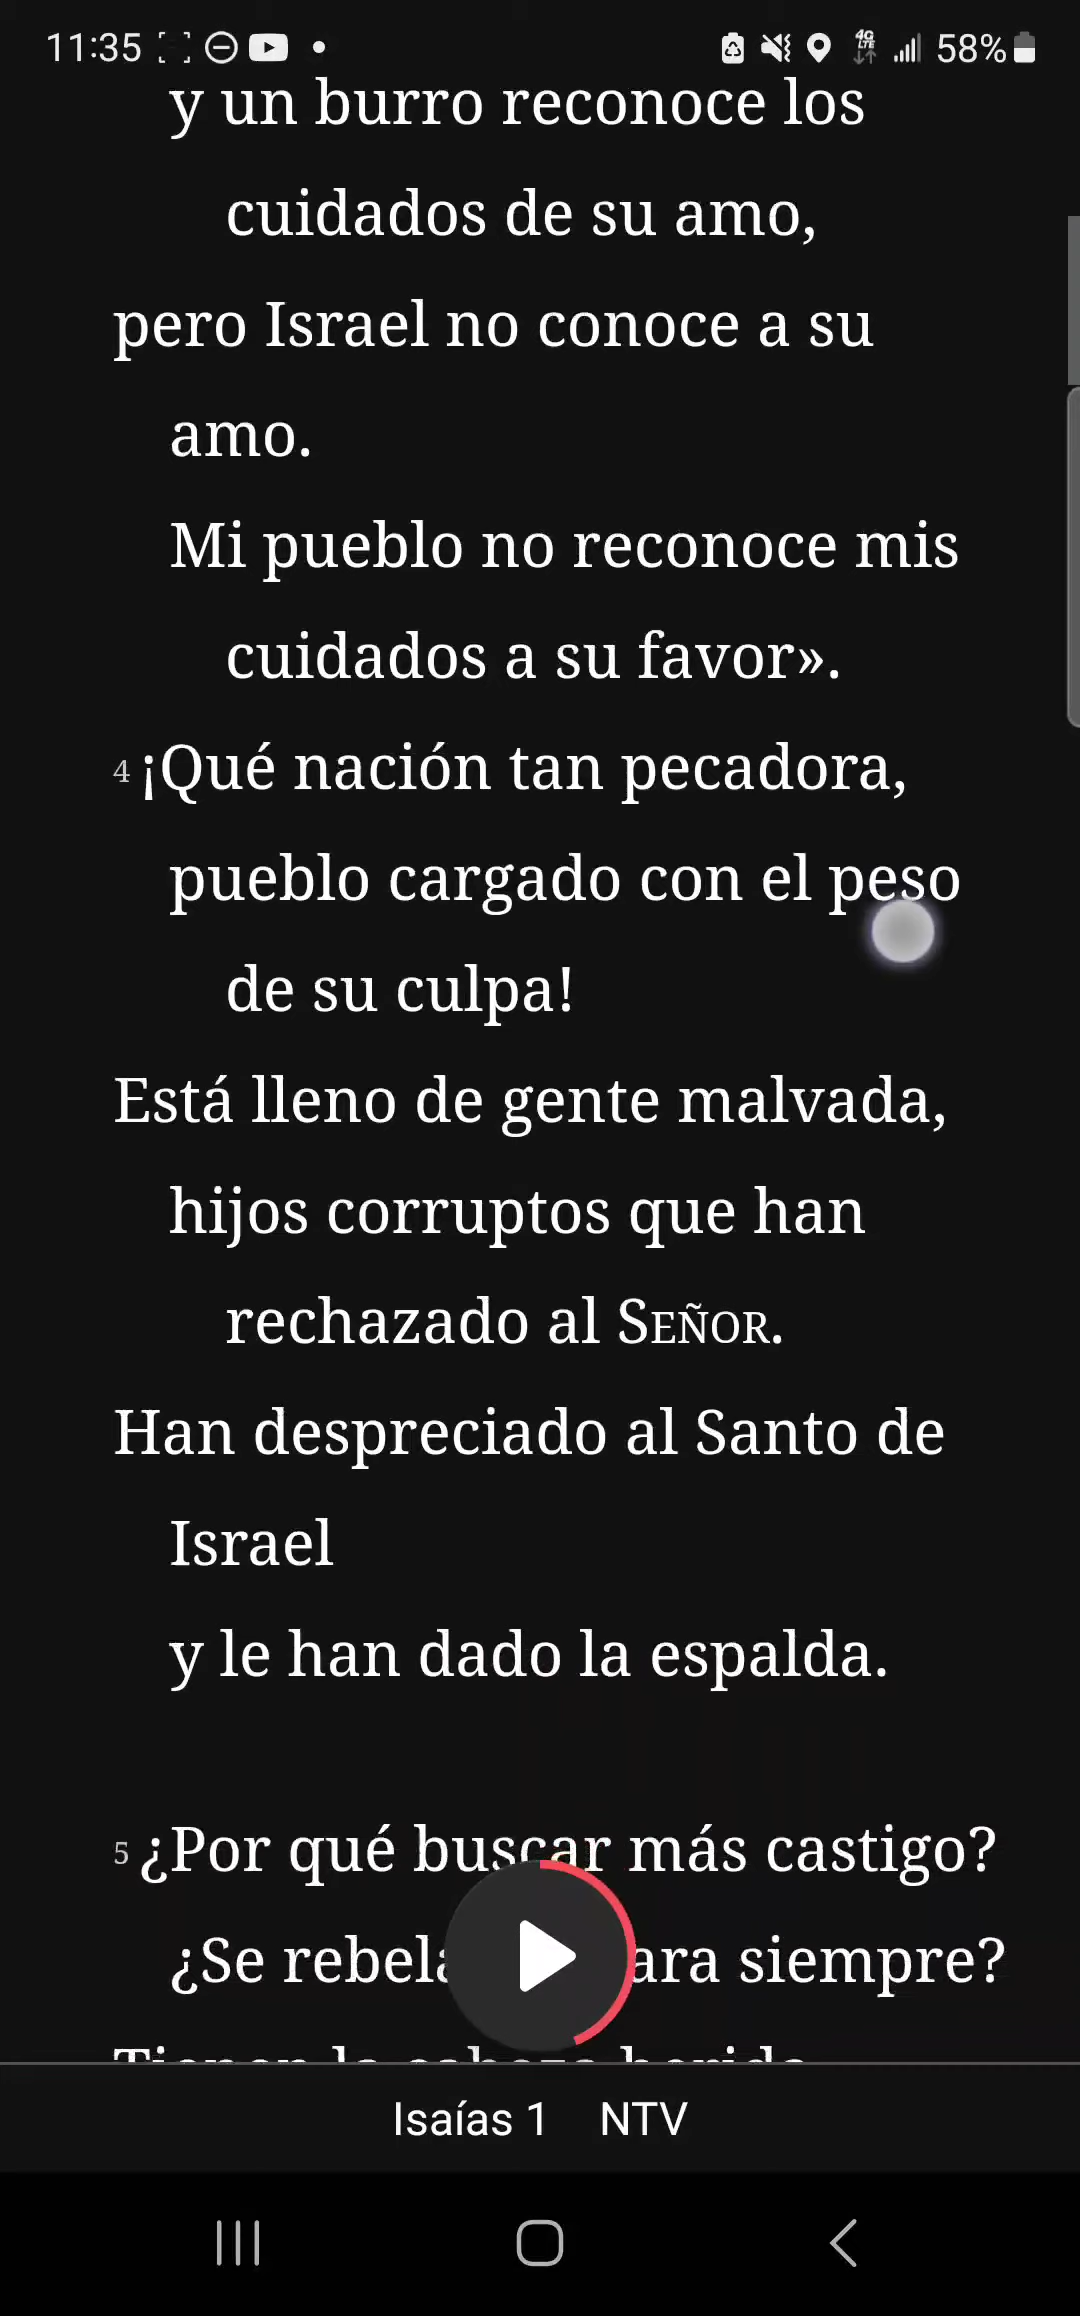 11:35 4G LTE 58%
y un burro reconoce los
cuidados de su amo,
pero Israel no conoce a su
amo.
Mi pueblo no reconoce mis
cuidados a su favor».
4 ¡Qué nación tan pecadora,
pueblo cargado con el peso
de su culpa!
Está lleno de gente malvada,
hijos corruptos que han
rechazado al SEÑOR.
Han despreciado al Santo de
Israel
y le han dado la espalda.
5 ¿Por qué buscar más castigo?
¿Se siempre?
Isaías 1 NTV